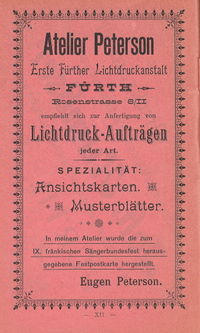 Atelier Peterson
Erste Fürther Lichtdruckanstalt
FÜRTH
Rosenstrasse 6/II
empfiehlt sich zur Anfertigung von
Lichtdruck-Aufträgen
jeder Art.
SPEZIALITÄT:
Ansichtskarten.
Musterblätter.
In meinem Atelier wurde die zum
IX. fränkischen Sängerbundesfest heraus-
gegebene Festpostkarte hergestellt.
Eugen Peterson.
— XII —